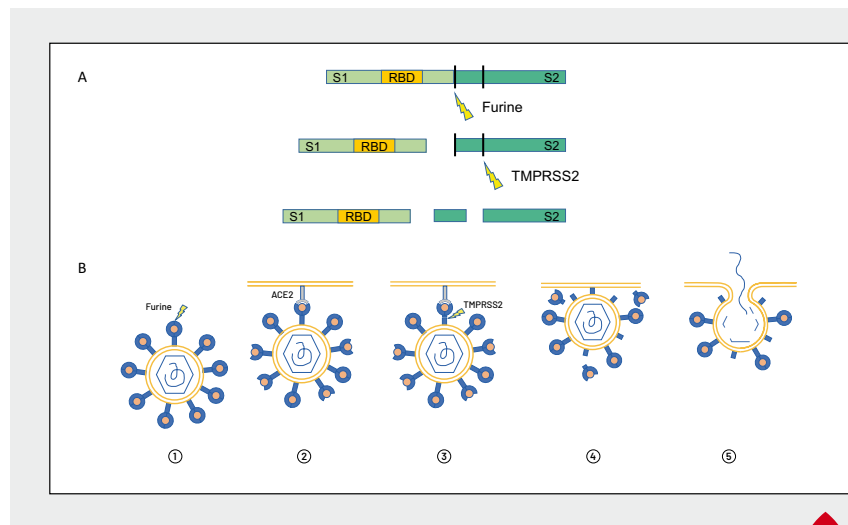 A
S1 RBD S2
Furine
S1 RBD S2
TMPRSS2
S1 RBD S2
B
Furine
ACE2
TMPRSS2
① ② ③ ④ ⑤